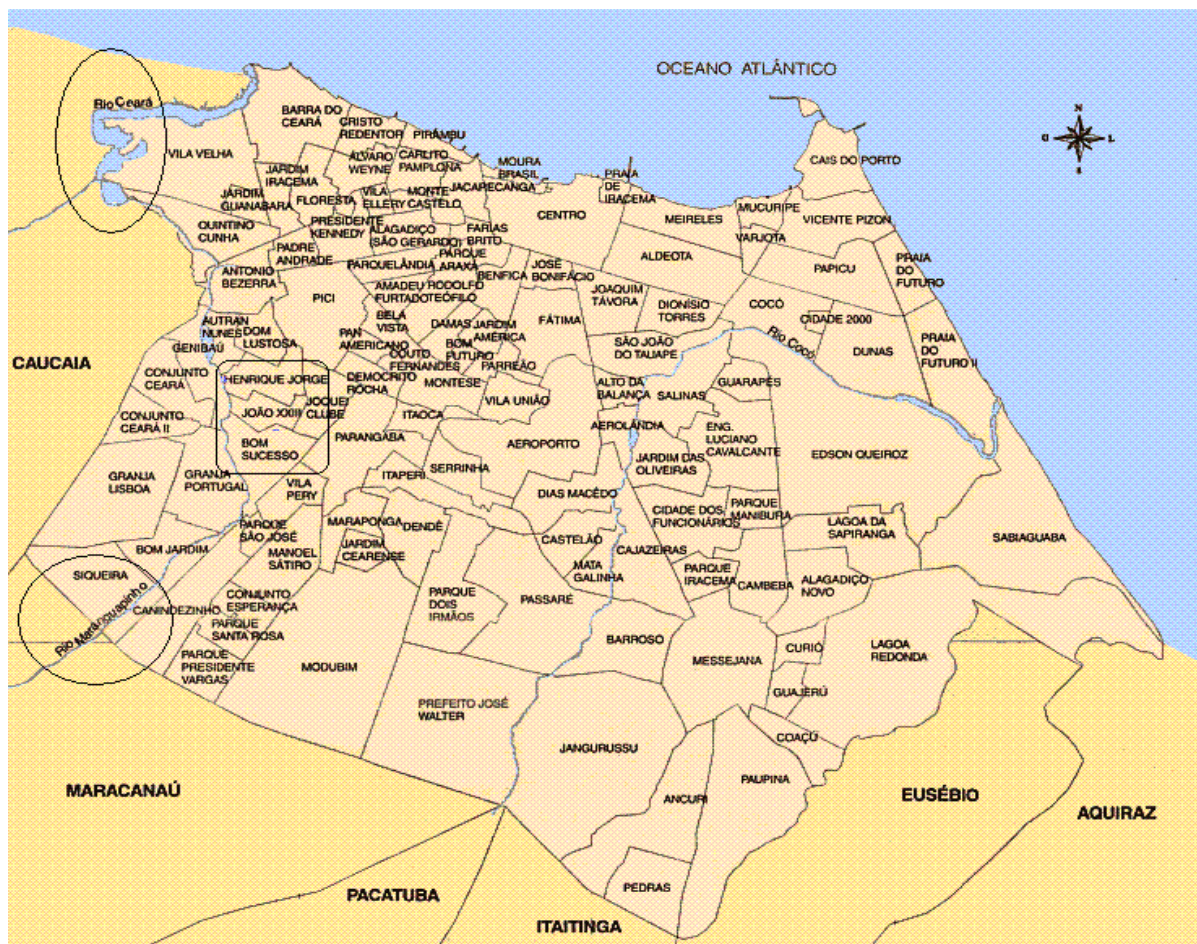 OCEANO ATLÂNTICO
N
O
L
S
Rio Ceará
BARRA DO
CEARÁ
CRISTO
REDENTOR
PIRAMBU
VILA VELHA
ÁLVARO
WEYNE
CARLITO
PAMPLONA
MOURA
BRASIL
CAIS DO PORTO
JARDIM
IRACEMA
JACARECANGA
PRAIA
DE
IRACEMA
JARDIM
GUANABARA
FLORESTA
VILA
ELLERY
MONTE
CASTELO
CENTRO
MEIRELES
MUCURIPE
VICENTE PIZON
QUINTINO
CUNHA
PRESIDENTE
KENNEDY
ALAGADIÇO
(SÃO GERARDO)
FARIAS
BRITO
VARJOTA
PADRE
ANDRADE
PARQUELÂNDIA
PARQUE
ARAXÁ
ALDEOTA
PAPICU
PRAIA
DO
FUTURO
ANTONIO
BEZERRA
PICI
AMADEU
FURTADO
RODOLFO
TEÓFILO
BENFICA
JOSÉ
BONIFÁCIO
JOAQUIM
TÁVORA
DIONÍSIO
TORRES
COCÓ
CIDADE 2000
AUTRAN
NUNES
DOM
LUSTOSA
PAN
AMERICANO
BELA
VISTA
DAMAS
JARDIM
AMÉRICA
FÁTIMA
SÃO JOÃO
DO TAUAPE
Rio Cocó
DUNAS
PRAIA
DO
FUTURO II
GENIBAÚ
COUTO
FERNANDES
BOM
FUTURO
PARREÃO
CAUCAIA
CONJUNTO
CEARÁ
HENRIQUE JORGE
DEMOCRITO
ROCHA
MONTESE
VILA UNIÃO
ALTO DA
BALANÇA
SALINAS
GUARAPES
CONJUNTO
CEARÁ II
JOÃO XXIII
JOQUEI
CLUBE
ITAOCA
AEROLÂNDIA
ENG.
LUCIANO
CAVALCANTE
BOM
SUCESSO
PARANGABA
AEROPORTO
JARDIM DAS
OLIVEIRAS
EDSON QUEIROZ
GRANJA
LISBOA
GRANJA
PORTUGAL
VILA
PERY
ITAPERI
SERRINHA
DIAS MACÊDO
CIDADE DOS
FUNCIONÁRIOS
PARQUE
MANIBURA
LAGOA DA
SAPIRANGA
SABIAGUABA
PARQUE
SÃO JOSÉ
MARAPONGA
DENDÊ
JARDIM
CEARENSE
CASTELÃO
CAJAZEIRAS
BOM JARDIM
MANOEL
SÁTIRO
MATA
GALINHA
PARQUE
IRACEMA
CAMBEBA
ALAGADIÇO
NOVO
SIQUEIRA
Rio Maranguapinho
CANINDEZINHO
CONJUNTO
ESPERANÇA
PARQUE
DOIS
IRMÃOS
PASSARÉ
PARQUE
SANTA ROSA
BARROSO
MESSEJANA
CURIÓ
LAGOA
REDONDA
PARQUE
PRESIDENTE
VARGAS
MODUBIM
GUAJERÚ
PREFEITO JOSÉ
WALTER
COAÇÚ
JANGURUSSU
PAUPINA
MARACANAÚ
ANCURI
EUSÉBIO
AQUIRAZ
PEDRAS
PACATUBA
ITAITINGA